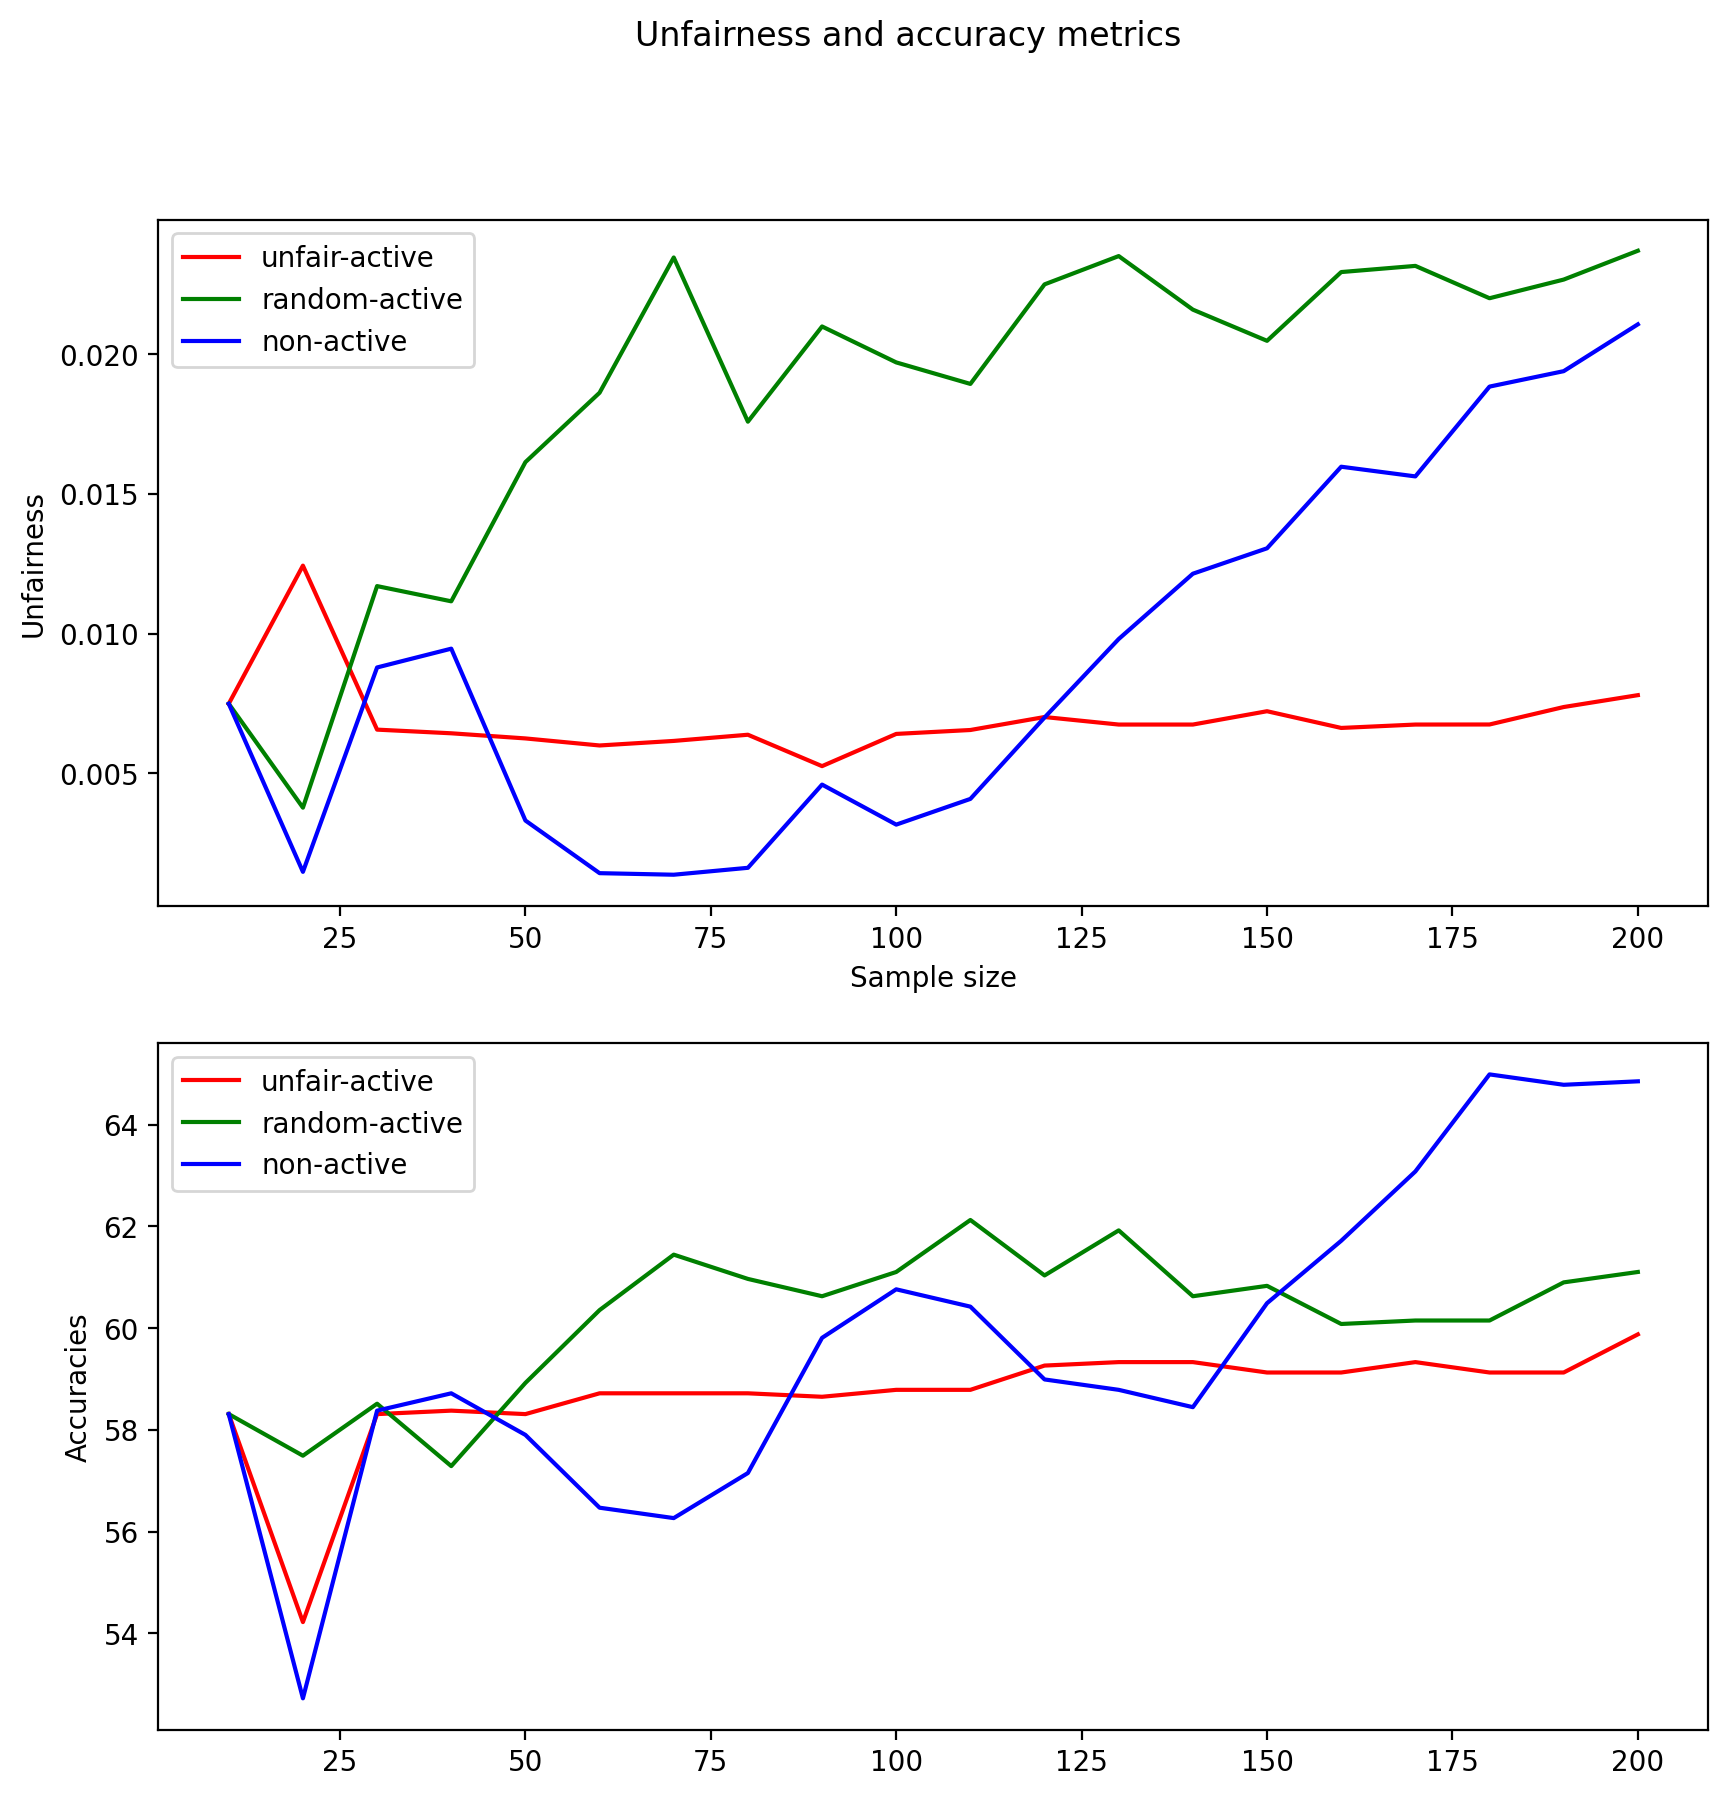 Unfairness and accuracy metrics
unfair-active
random-active
non-active
0.020
0.015
0.010
0.005
Unfairness
25 50 75 100 125 150 175 200
Sample size
unfair-active
random-active
non-active
64
62
60
58
56
54
Accuracies
25 50 75 100 125 150 175 200